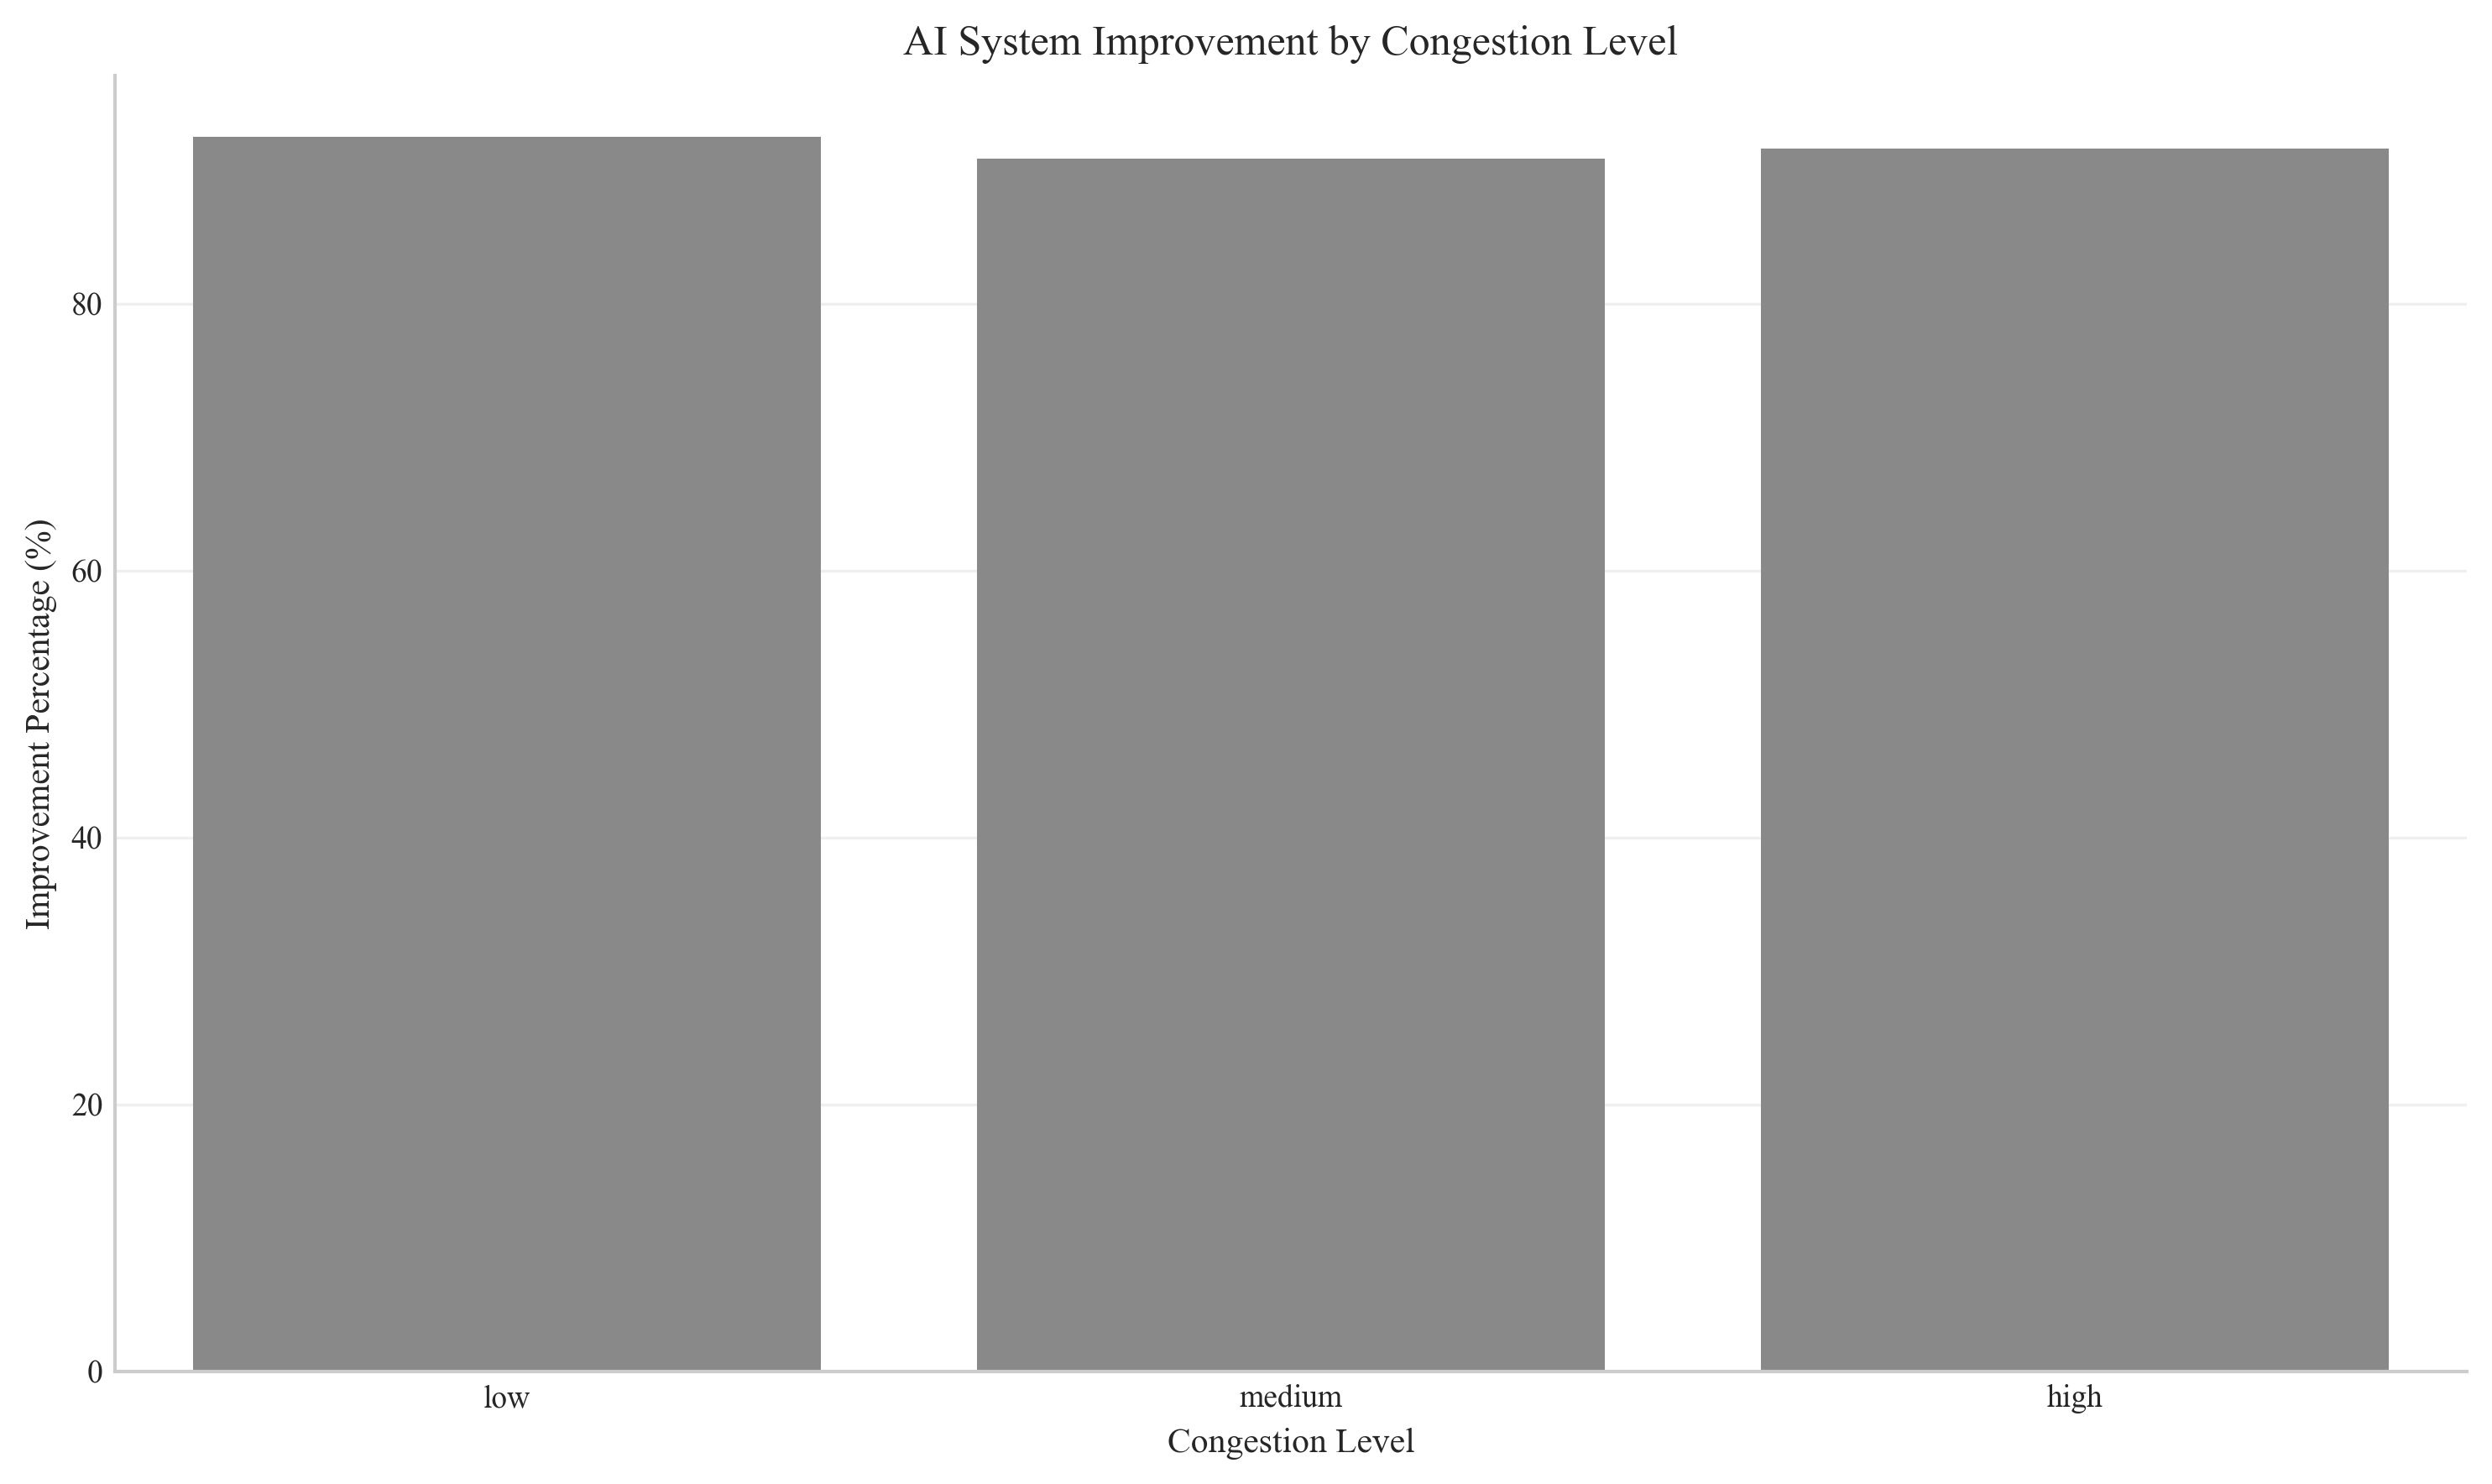 AI System Improvement by Congestion Level
Improvement Percentage (%)
80
60
40
20
0
low
medium
high
Congestion Level